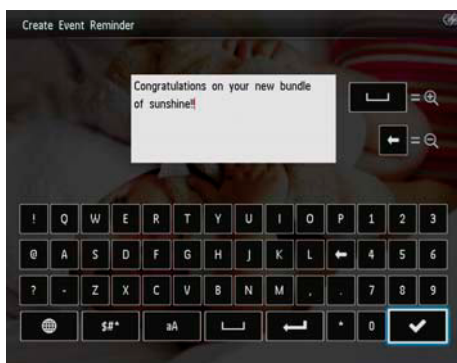 Create Event Reminder
Congratulations on your new bundle
of sunshine!!
=
=
! Q W E R T Y U I O P 1 2 3
@ A S D F G H J K L 4 5 6
? - Z X C V B N M , . 7 8 9
$#* aA * 0